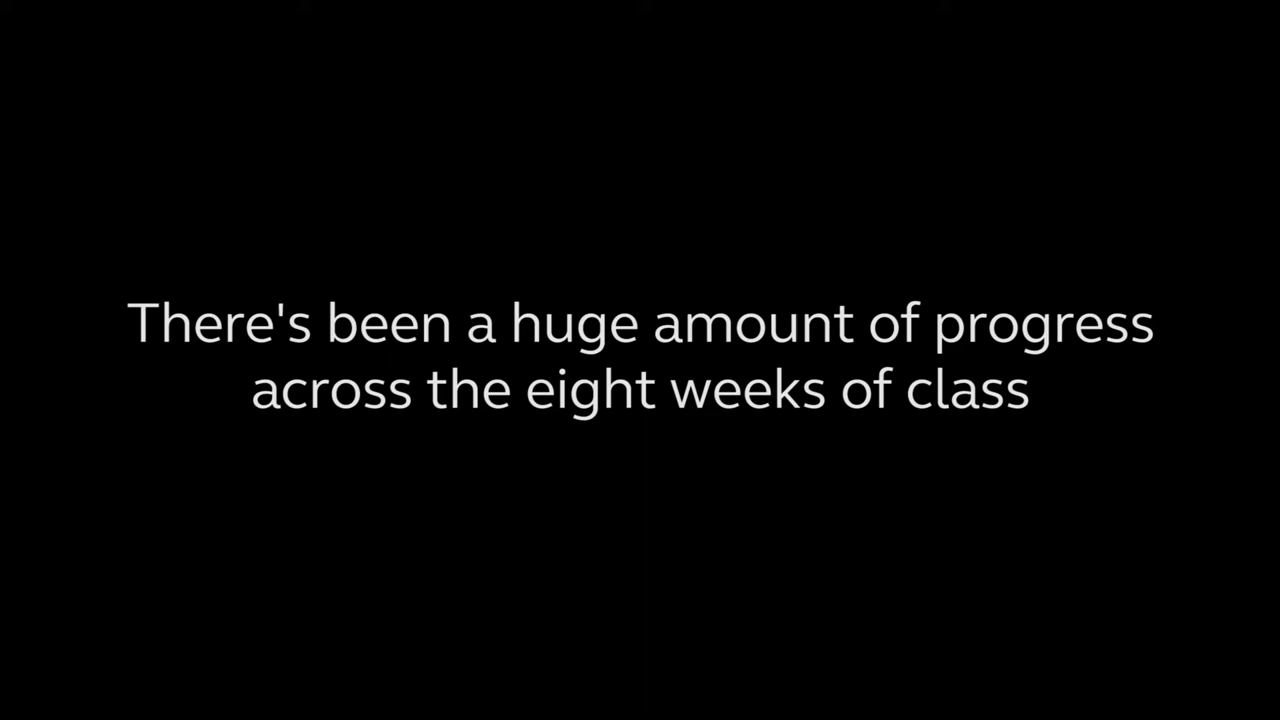 There's been a huge amount of progress
across the eight weeks of class